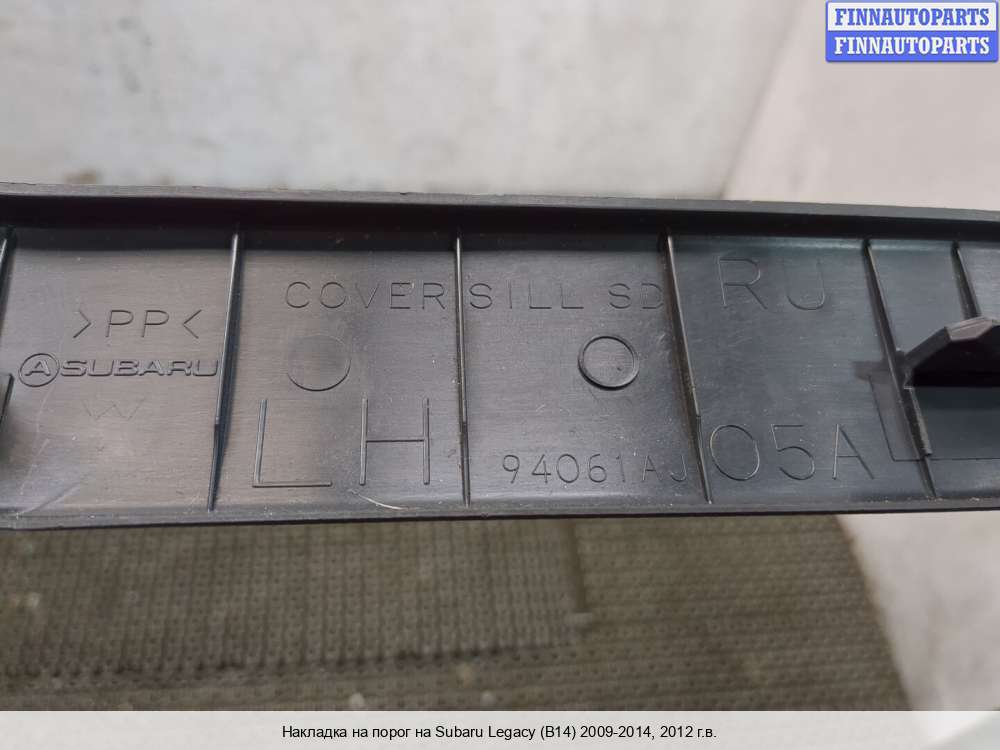 FINNAUTOPARTS
FINNAUTOPARTS
COVER SILL SD RU
>PP<
SUBARU
W
LH 94061AJ 05A
Накладка на порог на Subaru Legacy (B14) 2009-2014, 2012 г.в.